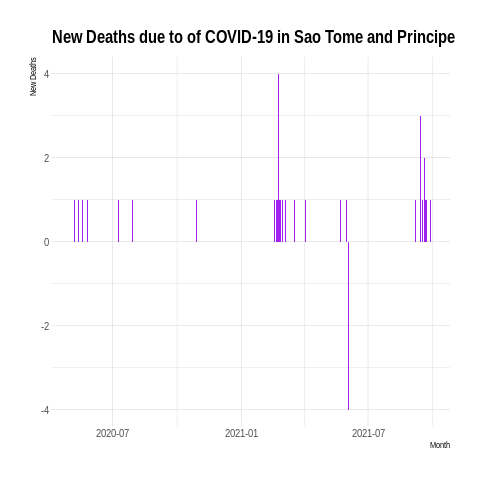 New Deaths due to of COVID-19 in Sao Tome and Principe
New Deaths
4
2
0
-2
-4
2020-07
2021-01
2021-07
Month